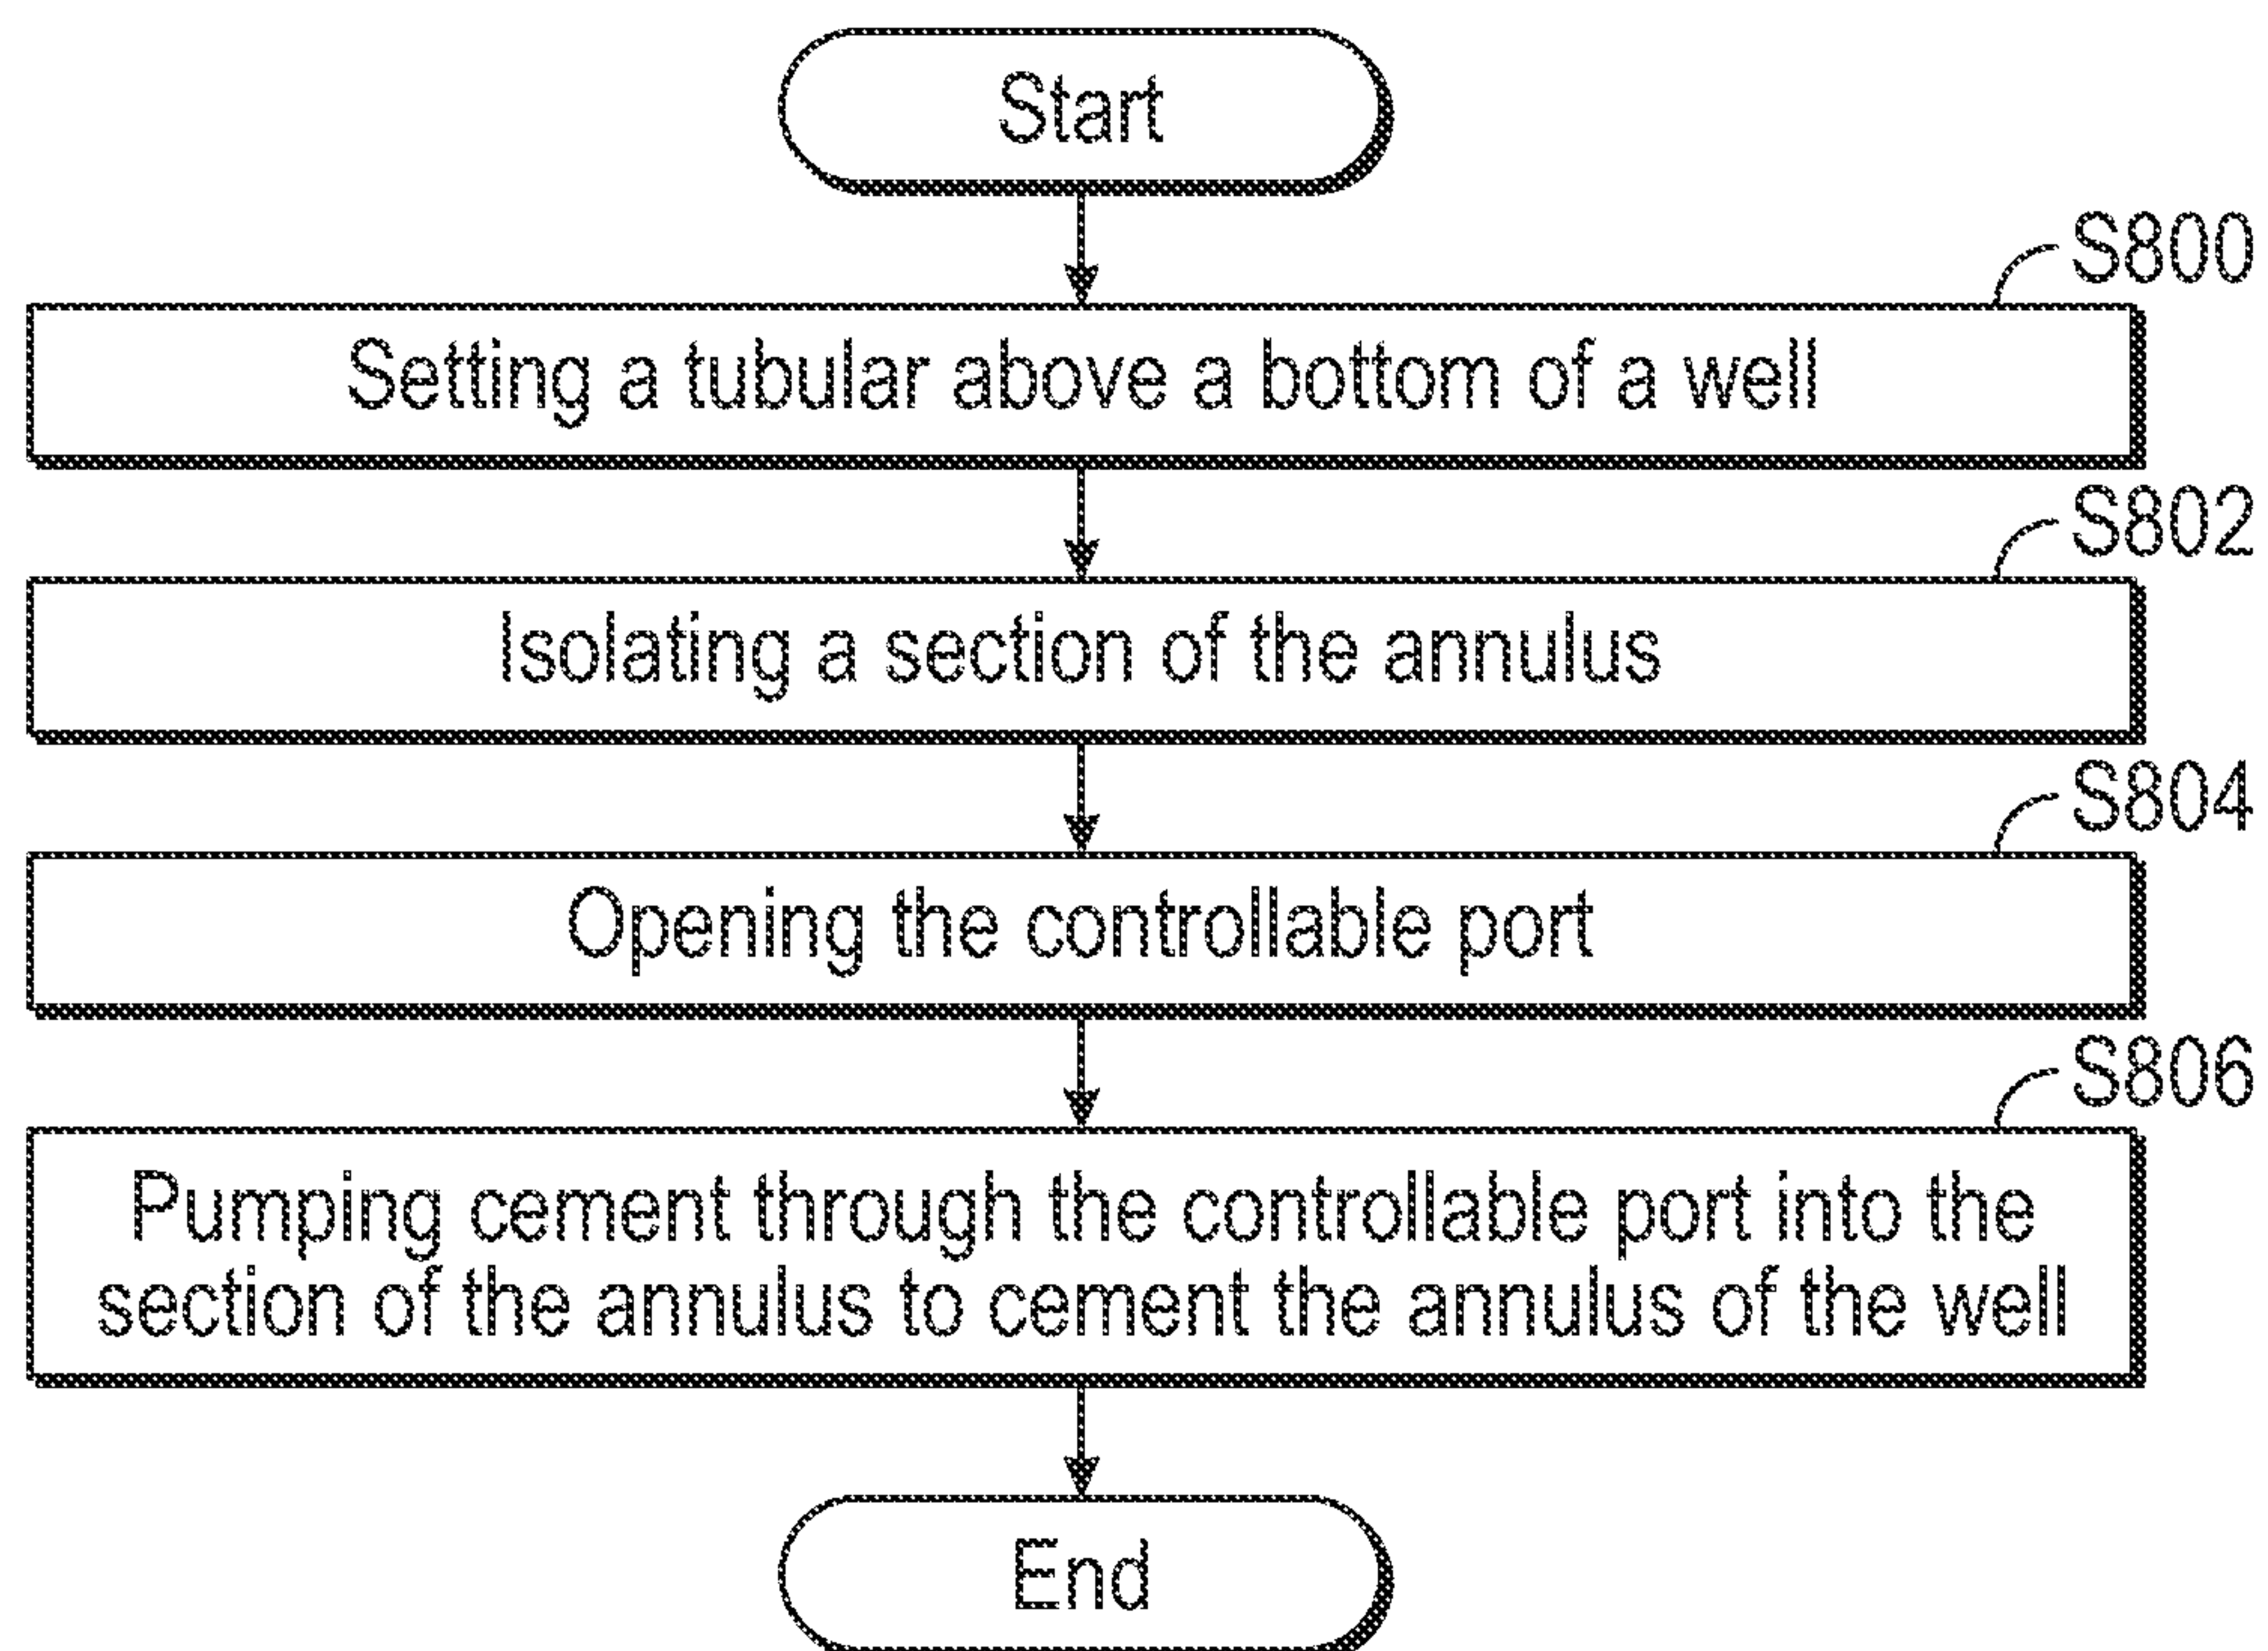 Start
S800
Setting a tubular above a bottom of a well
S802
Isolating a section of the annulus
S804
Opening the controllable port
S806
Pumping cement through the controllable port into the
section of the annulus to cement the annulus of the well
End